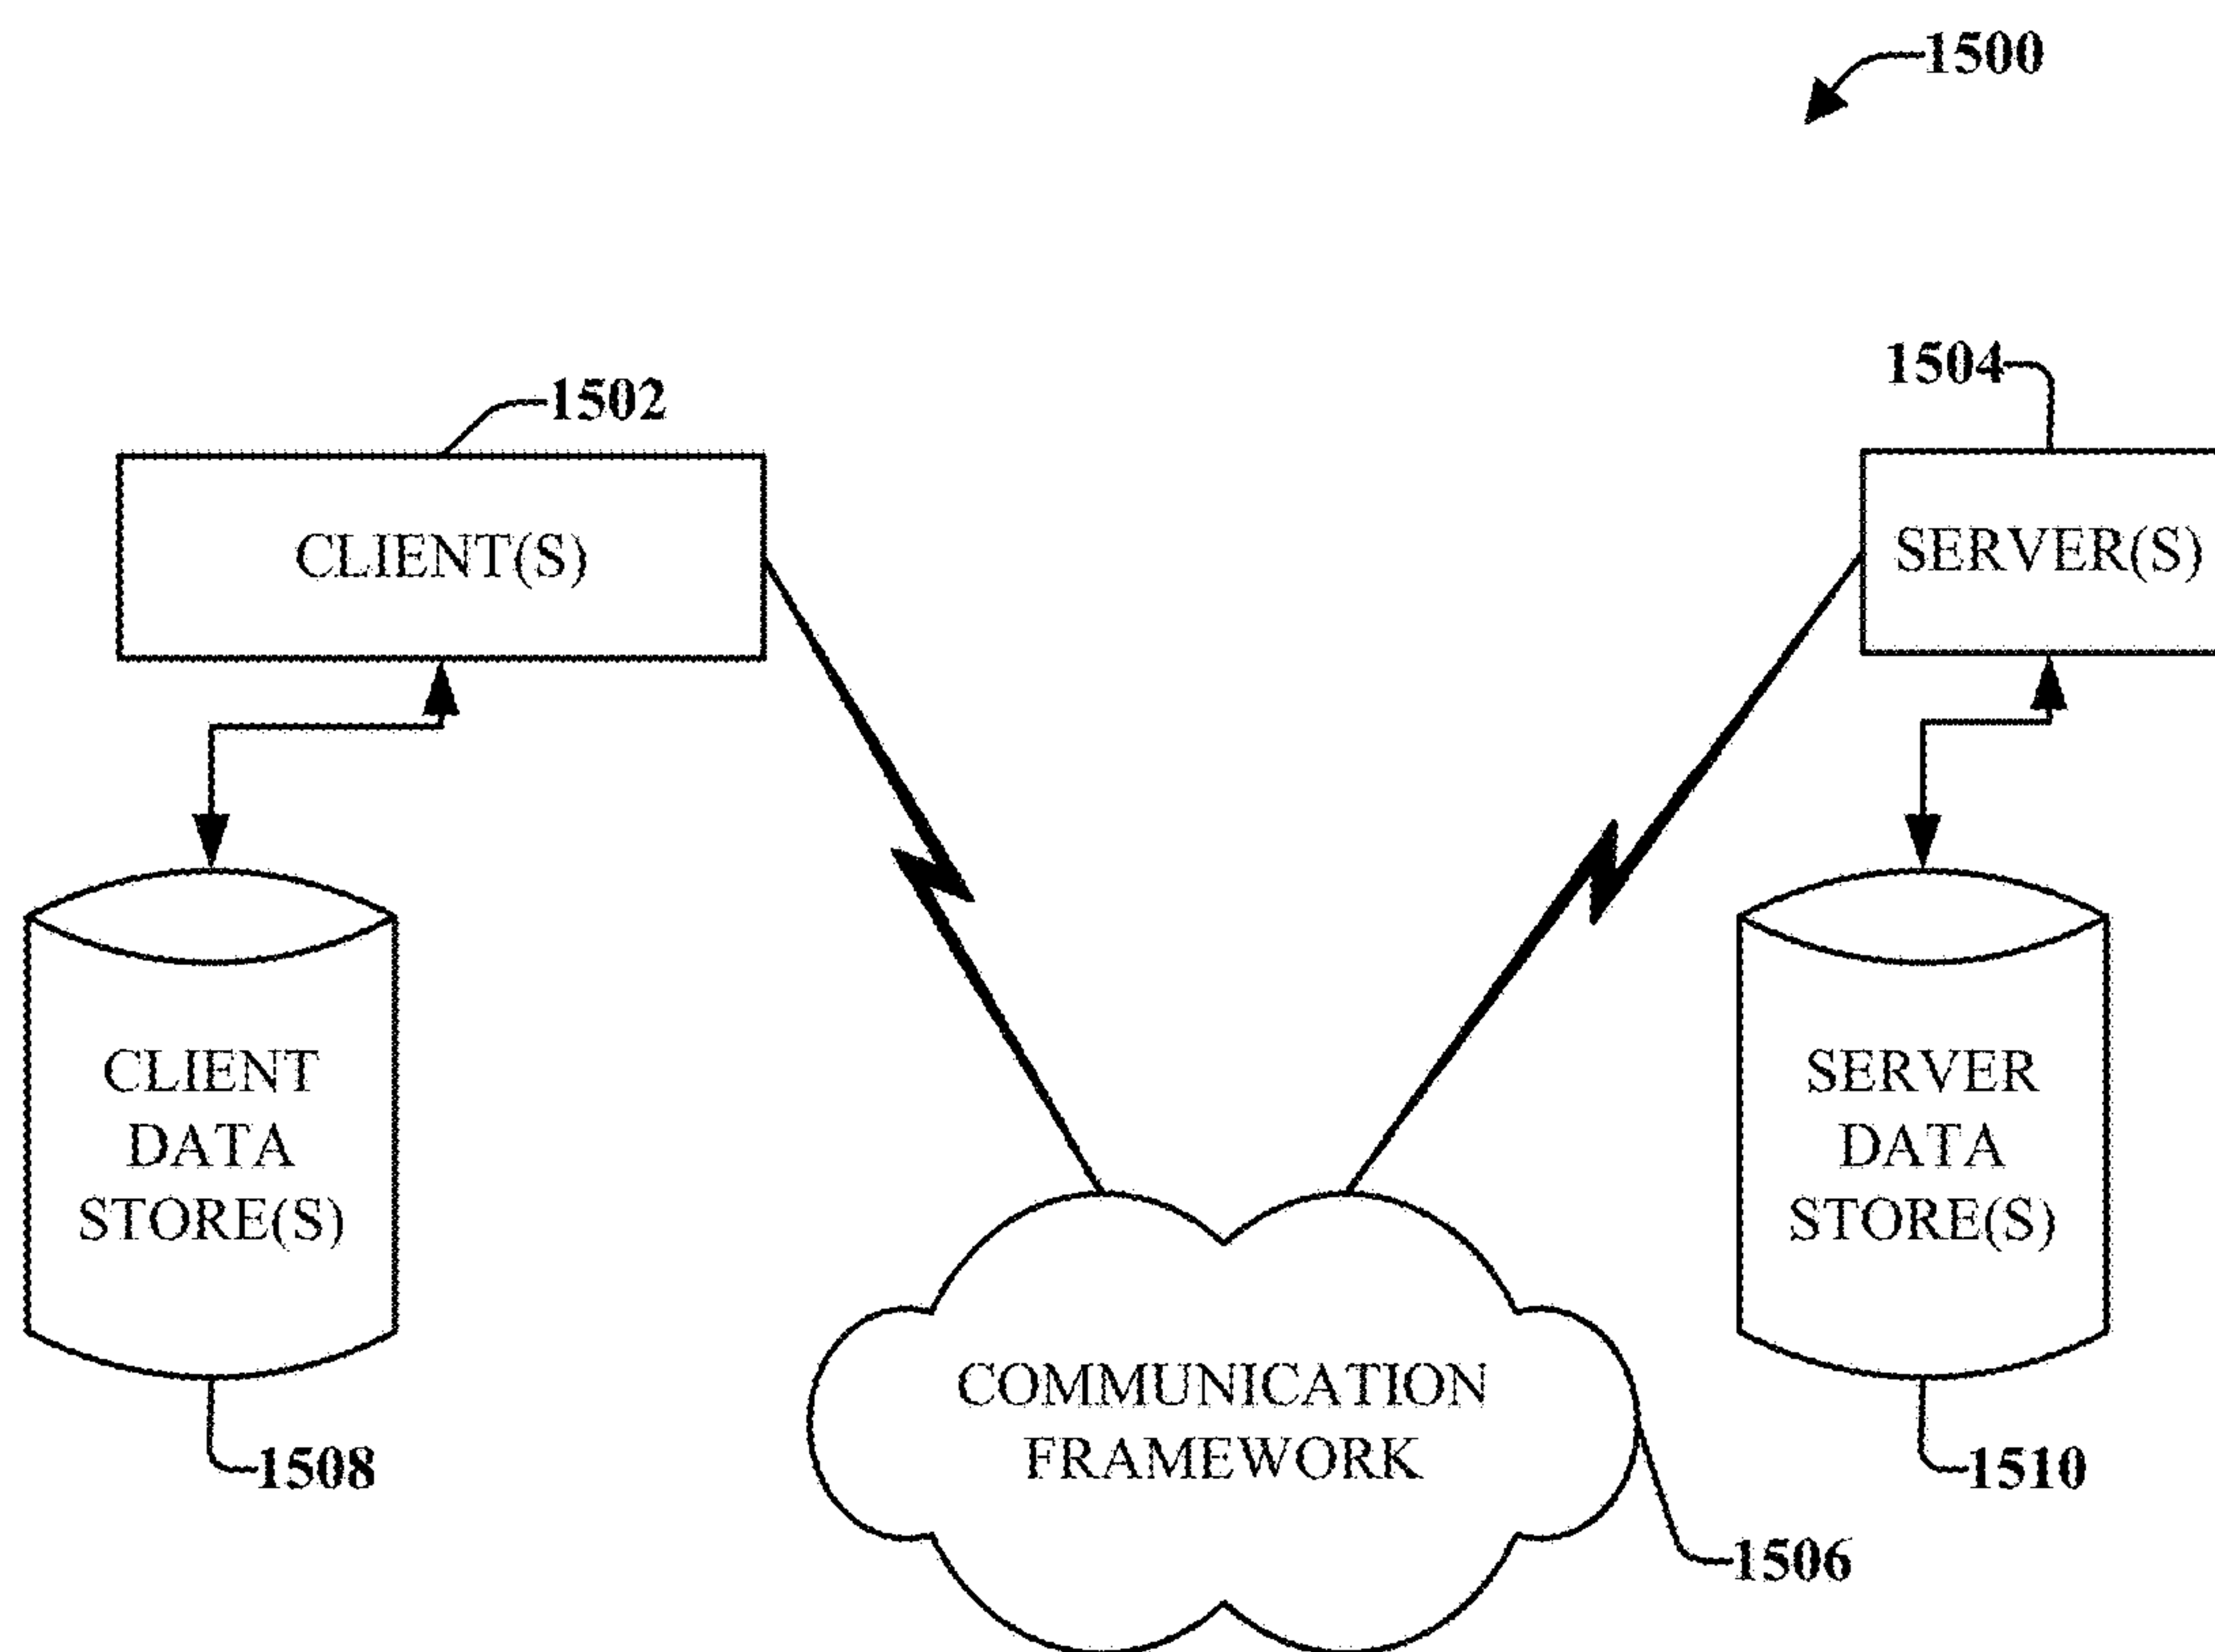 1500
1502
1504
CLIENT(S)
SERVER(S)
CLIENT
DATA
STORE(S)
SERVER
DATA
STORE(S)
COMMUNICATION
FRAMEWORK
1508
1510
1506